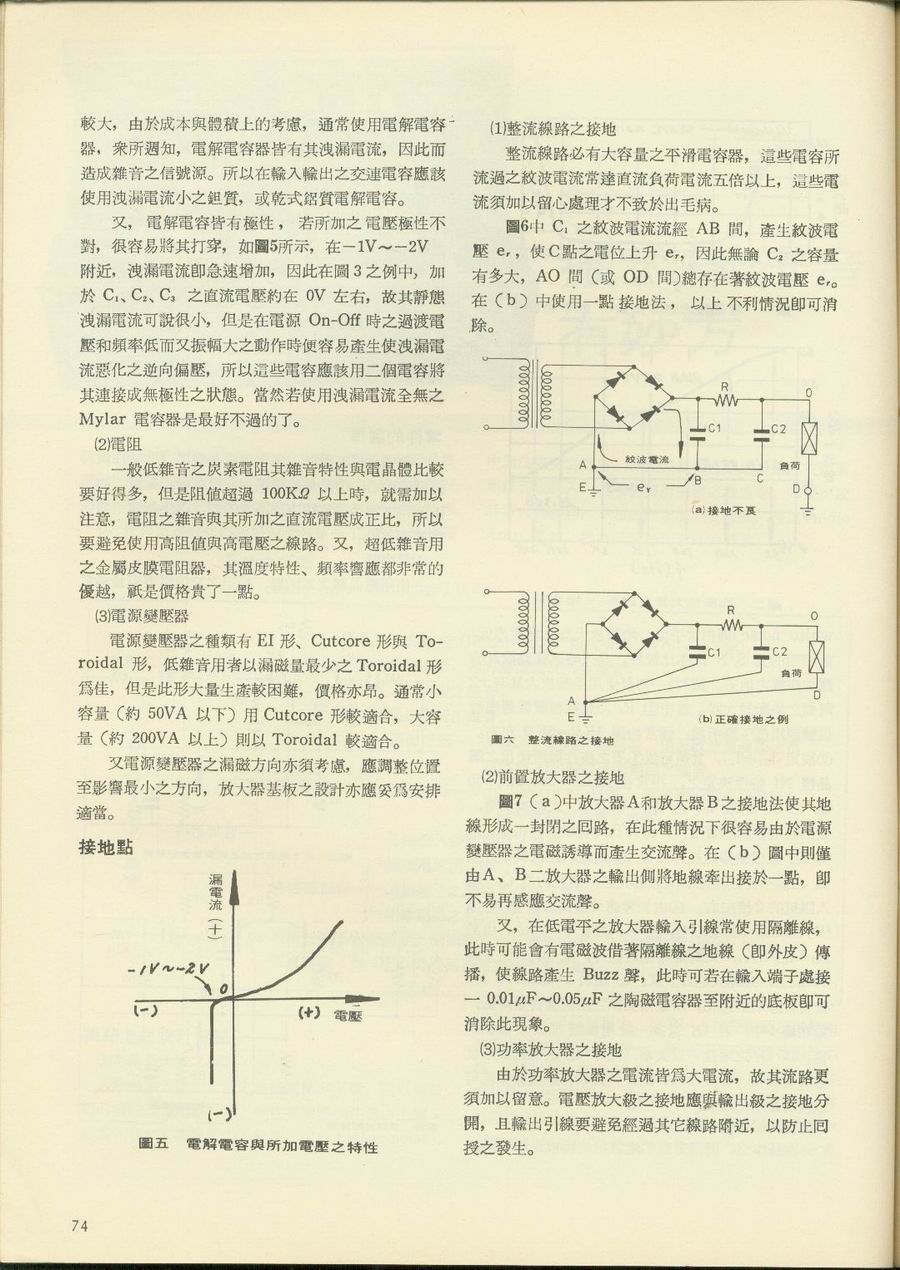 較大，由於成本與體積上的考慮，通常使用電解電容
器，衆所週知，電解電容器皆有其洩漏電流，因此而
造成雜音之信號源。所以在輸入輸出之交連電容應該
使用洩漏電流小之鉭質，或乾式鋁質電解電容。
又，電解電容皆有極性，若所加之電壓極性不
對，很容易將其打穿，如圖5所示，在−1V～−2V
附近，洩漏電流卽急速增加，因此在圖3之例中，加
於 C₁、C₂、C₃ 之直流電壓約在 0V 左右，故其靜態
洩漏電流可說很小，但是在電源 On-Off 時之過渡電
壓和頻率低而又振幅大之動作時便容易產生使洩漏電
流惡化之逆向偏壓，所以這些電容應該用二個電容將
其連接成無極性之狀態。當然若使用洩漏電流全無之
Mylar 電容器是最好不過的了。
(2)電阻
一般低雜音之炭素電阻其雜音特性與電晶體比較
要好得多，但是阻值超過 100KΩ 以上時，就需加以
注意，電阻之雜音與其所加之直流電壓成正比，所以
要避免使用高阻值與高電壓之線路。又，超低雜音用
之金屬皮膜電阻器，其溫度特性、頻率響應都非常的
優越，祇是價格貴了一點。
(3)電源變壓器
電源變壓器之種類有 EI 形、Cutcore 形與 To-
roidal 形，低雜音用者以漏磁量最少之 Toroidal 形
爲佳，但是此形大量生產較困難，價格亦昂。通常小
容量（約 50VA 以下）用 Cutcore 形較適合，大容
量（約 200VA 以上）則以 Toroidal 較適合。
又電源變壓器之漏磁方向亦須考慮，應調整位置
至影響最小之方向，放大器基板之設計亦應妥爲安排
適當。
接地點
漏電流(十)
-1V~-2V
0
(-)
(+) 電壓
(-)
圖五 電解電容與所加電壓之特性
74
(1)整流線路之接地
整流線路必有大容量之平滑電容器，這些電容所
流過之紋波電流常達直流負荷電流五倍以上，這些電
流須加以留心處理才不致於出毛病。
圖6中 C₁ 之紋波電流流經 AB 間，產生紋波電
壓 eᵣ，使C點之電位上升 eᵣ，因此無論 C₂ 之容量
有多大，AO 間（或 OD 間)總存在著紋波電壓 eᵣ。
在（b）中使用一點接地法，以上不利情況卽可消
除。
R
O
C1
C2
紋波電流
負荷
A
B
C
E
eᵣ
D
(a)接地不良
R
O
C1
C2
負荷
A
D
E
(b)正確接地之例
圖六 整流線路之接地
(2)前置放大器之接地
圖7（a)中放大器A和放大器B之接地法使其地
線形成一封閉之回路，在此種情況下很容易由於電源
變壓器之電磁誘導而產生交流聲。在（b）圖中則僅
由A、B二放大器之輸出側將地線牽出接於一點，卽
不易再感應交流聲。
又，在低電平之放大器輸入引線常使用隔離線，
此時可能會有電磁波借著隔離線之地線（卽外皮）傳
播，使線路產生 Buzz 聲，此時可若在輸入端子處接
一 0.01μF～0.05μF 之陶磁電容器至附近的底板卽可
消除此現象。
(3)功率放大器之接地
由於功率放大器之電流皆爲大電流，故其流路更
須加以留意。電壓放大級之接地應與輸出級之接地分
開，且輸出引線要避免經過其它線路附近，以防止回
授之發生。